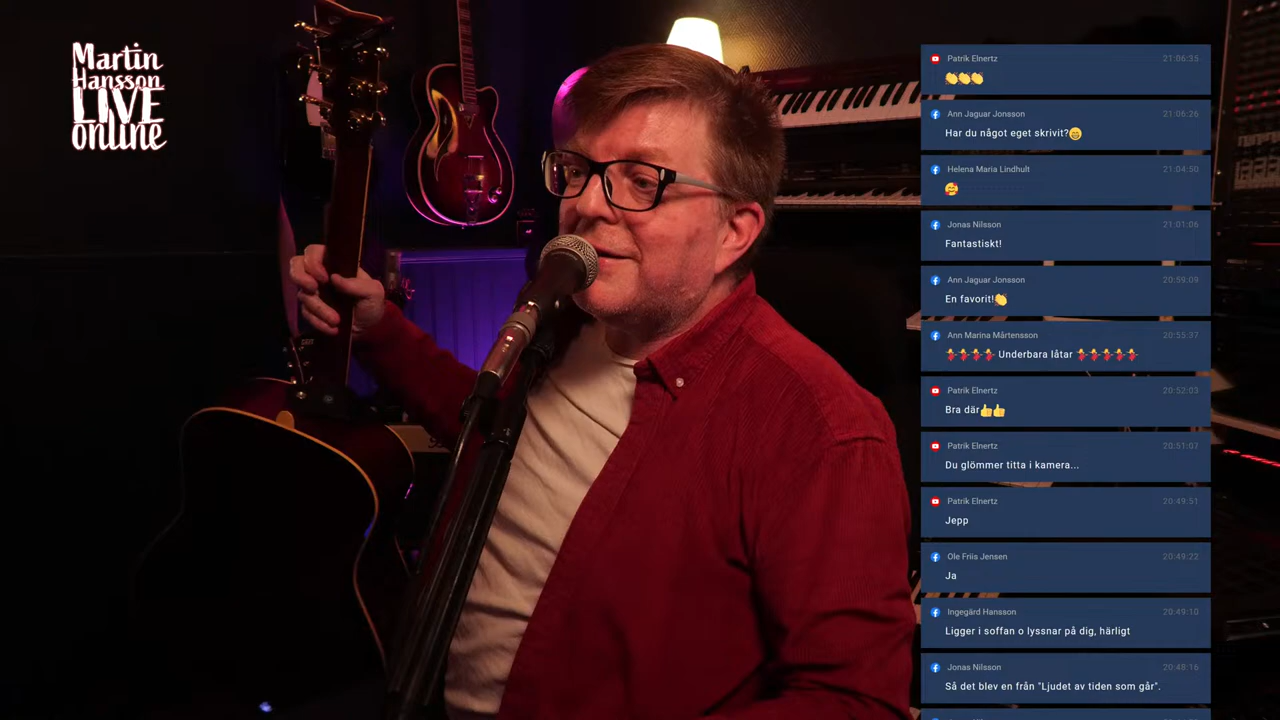 Martin
Hansson
LIVE
online
Patrik Elnertz 21:06:35
👏👏👏
Ann Jaguar Jonsson 21:06:26
Har du något eget skrivit?😄
Helena Maria Lindhult 21:04:50
🥰
Jonas Nilsson 21:01:06
Fantastiskt!
Ann Jaguar Jonsson 20:59:09
En favorit!👏
Ann Marina Mårtensson 20:55:37
💃💃💃💃 Underbara låtar 💃💃💃💃💃
Patrik Elnertz 20:52:03
Bra där👍👍
Patrik Elnertz 20:51:07
Du glömmer titta i kamera...
Patrik Elnertz 20:49:51
Jepp
Ole Friis Jensen 20:49:22
Ja
Ingegärd Hansson 20:49:10
Ligger i soffan o lyssnar på dig, härligt
Jonas Nilsson 20:48:16
Så det blev en från "Ljudet av tiden som går".